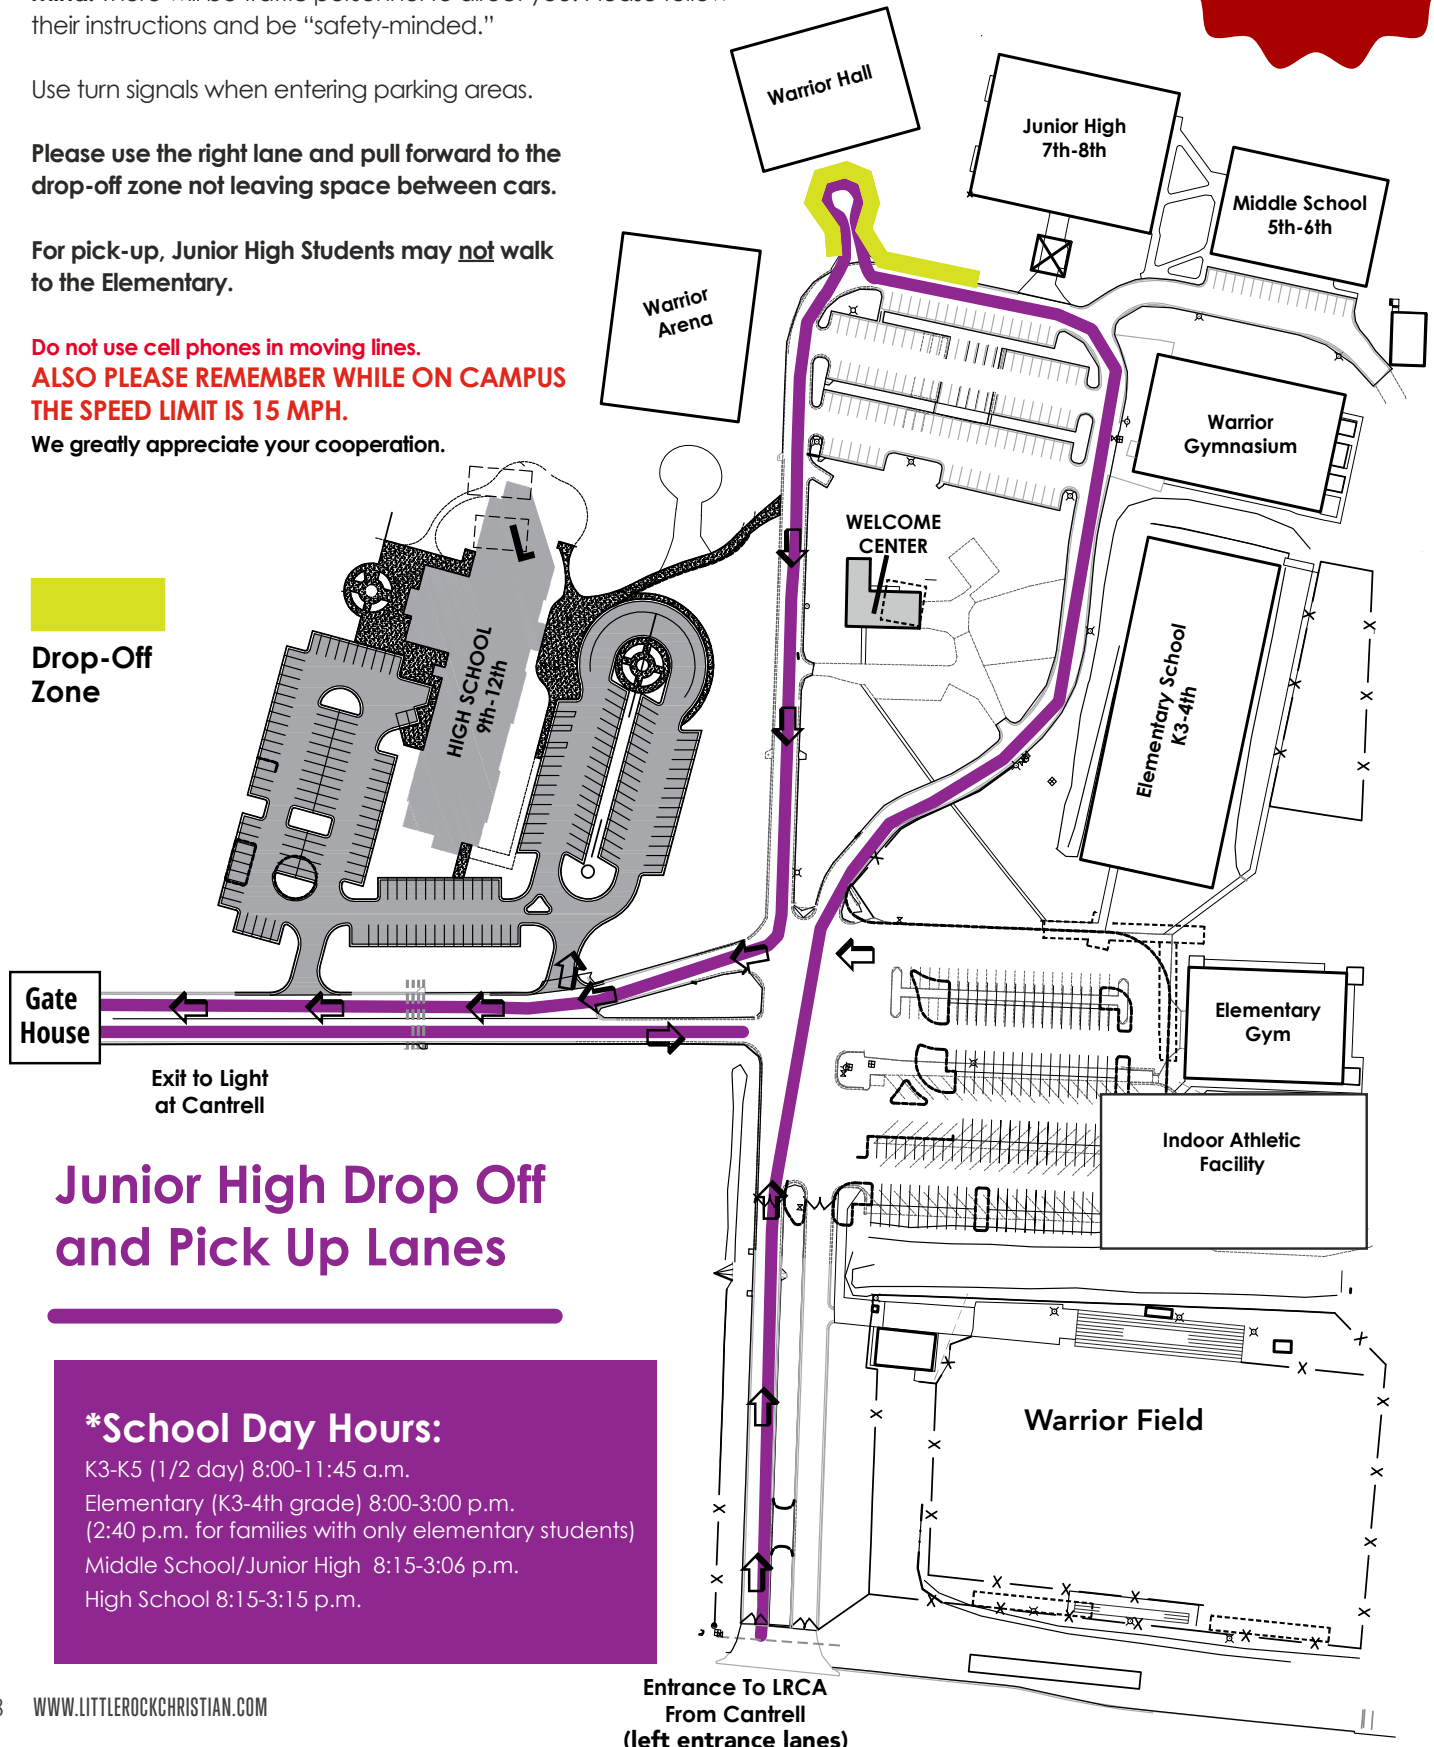 their instructions and be “safety-minded.”
Use turn signals when entering parking areas.
Please use the right lane and pull forward to the
drop-off zone not leaving space between cars.
For pick-up, Junior High Students may not walk
to the Elementary.
Do not use cell phones in moving lines.
ALSO PLEASE REMEMBER WHILE ON CAMPUS
THE SPEED LIMIT IS 15 MPH.
We greatly appreciate your cooperation.
Drop-Off
Zone
Warrior Hall
Junior High
7th-8th
Middle School
5th-6th
Warrior
Arena
Warrior
Gymnasium
WELCOME
CENTER
HIGH SCHOOL
9th-12th
Elementary School
K3-4th
Gate
House
Elementary
Gym
Exit to Light
at Cantrell
Indoor Athletic
Facility
Junior High Drop Off
and Pick Up Lanes
*School Day Hours:
K3-K5 (1/2 day) 8:00-11:45 a.m.
Elementary (K3-4th grade) 8:00-3:00 p.m.
(2:40 p.m. for families with only elementary students)
Middle School/Junior High 8:15-3:06 p.m.
High School 8:15-3:15 p.m.
Warrior Field
Entrance To LRCA
From Cantrell
(left entrance lanes)
WWW.LITTLEROCKCHRISTIAN.COM